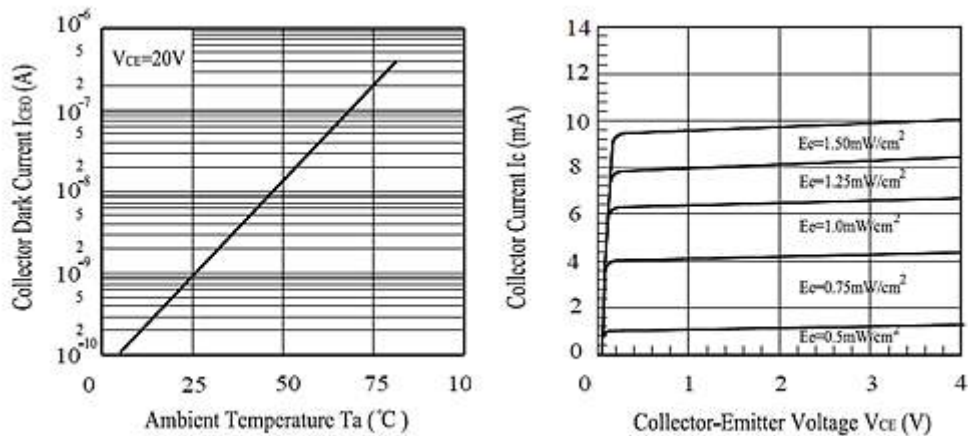 Collector Dark Current ICEO (A)
10-6
5
2
10-7
5
2
10-8
5
2
10-9
5
2
10-10
VCE=20V
0 25 50 75 10
Ambient Temperature Ta (℃)
Collector Current Ic (mA)
14
12
10
8
6
4
2
0
Ee=1.50mW/cm2
Ee=1.25mW/cm2
Ee=1.0mW/cm2
Ee=0.75mW/cm2
Ee=0.5mW/cm2
0 1 2 3 4
Collector-Emitter Voltage VCE (V)